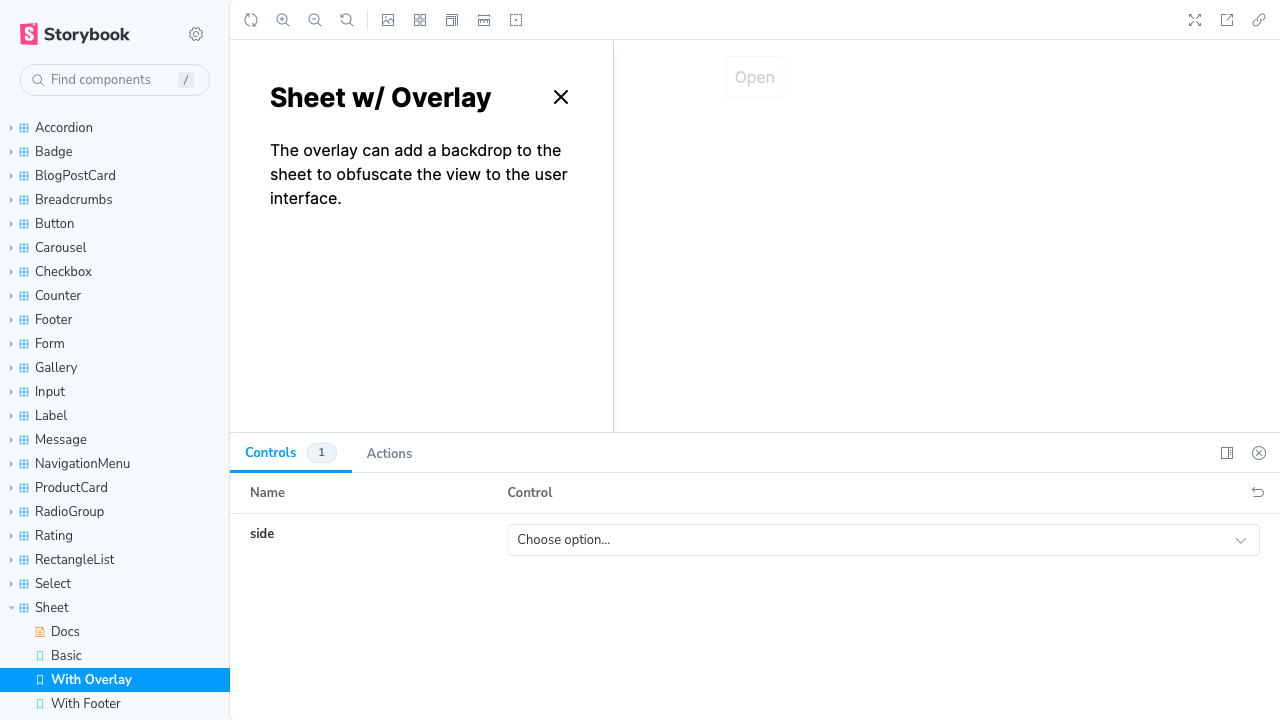 Storybook
Find components
/
Accordion
Badge
BlogPostCard
Breadcrumbs
Button
Carousel
Checkbox
Counter
Footer
Form
Gallery
Input
Label
Message
NavigationMenu
ProductCard
RadioGroup
Rating
RectangleList
Select
Sheet
Docs
Basic
With Overlay
With Footer
Sheet w/ Overlay
The overlay can add a backdrop to the
sheet to obfuscate the view to the user
interface.
Open
Controls 1 Actions
Name Control
side Choose option...